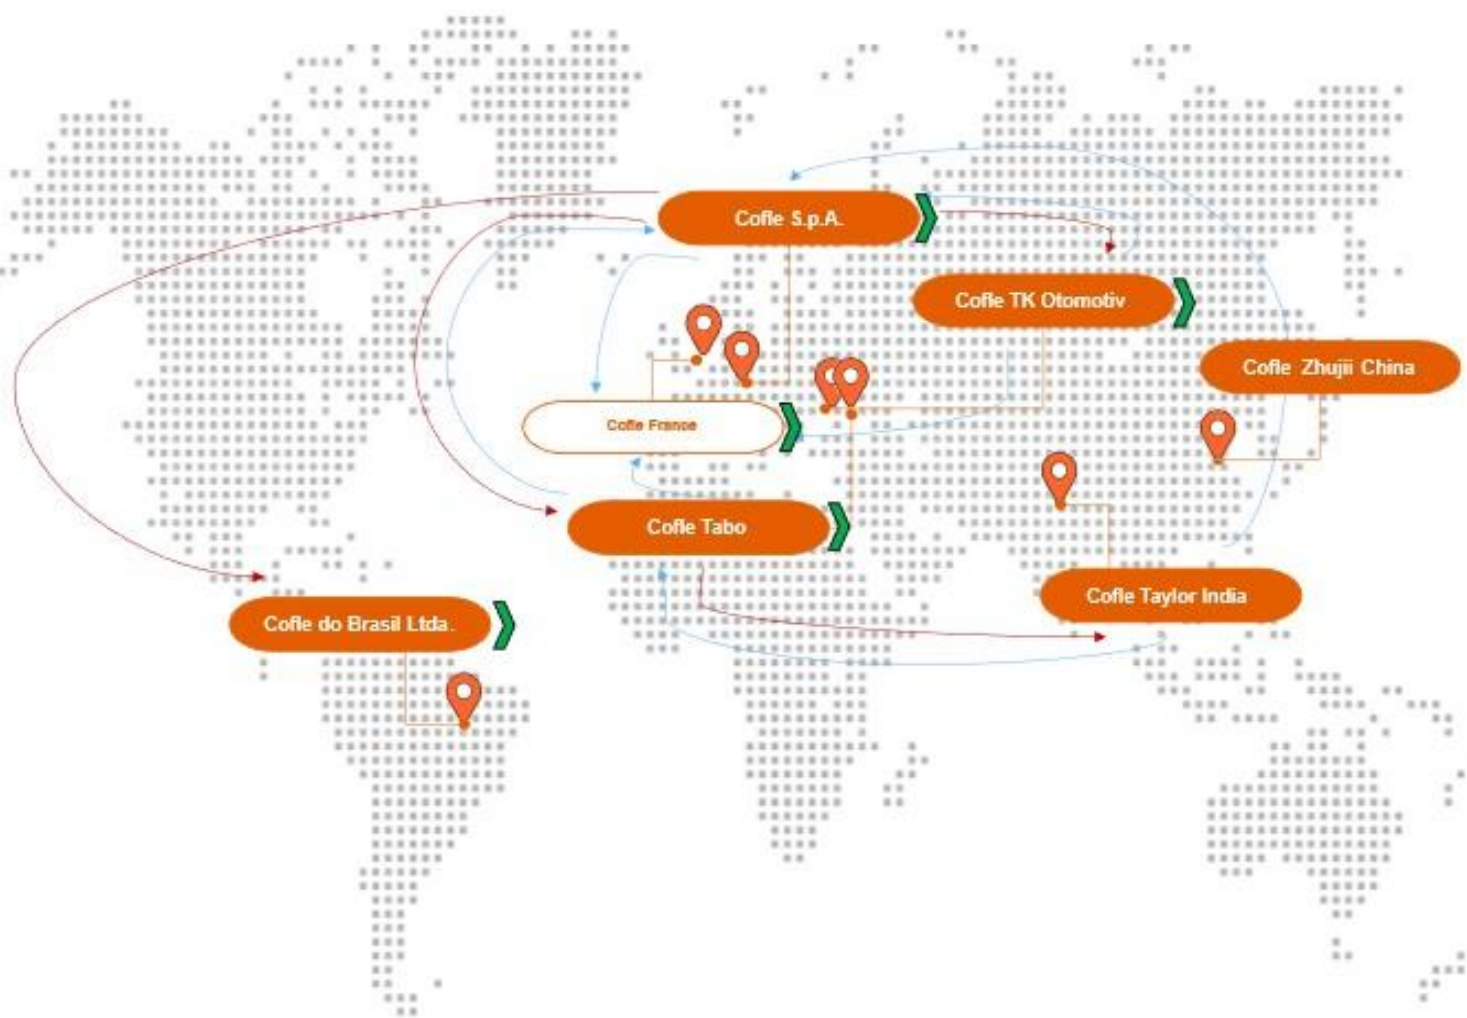 Cofle S.p.A.
Cofle TK Otomotiv
Cofle Zhujii China
Cofle France
Cofle Tabo
Cofle Taylor India
Cofle do Brasil Ltda.